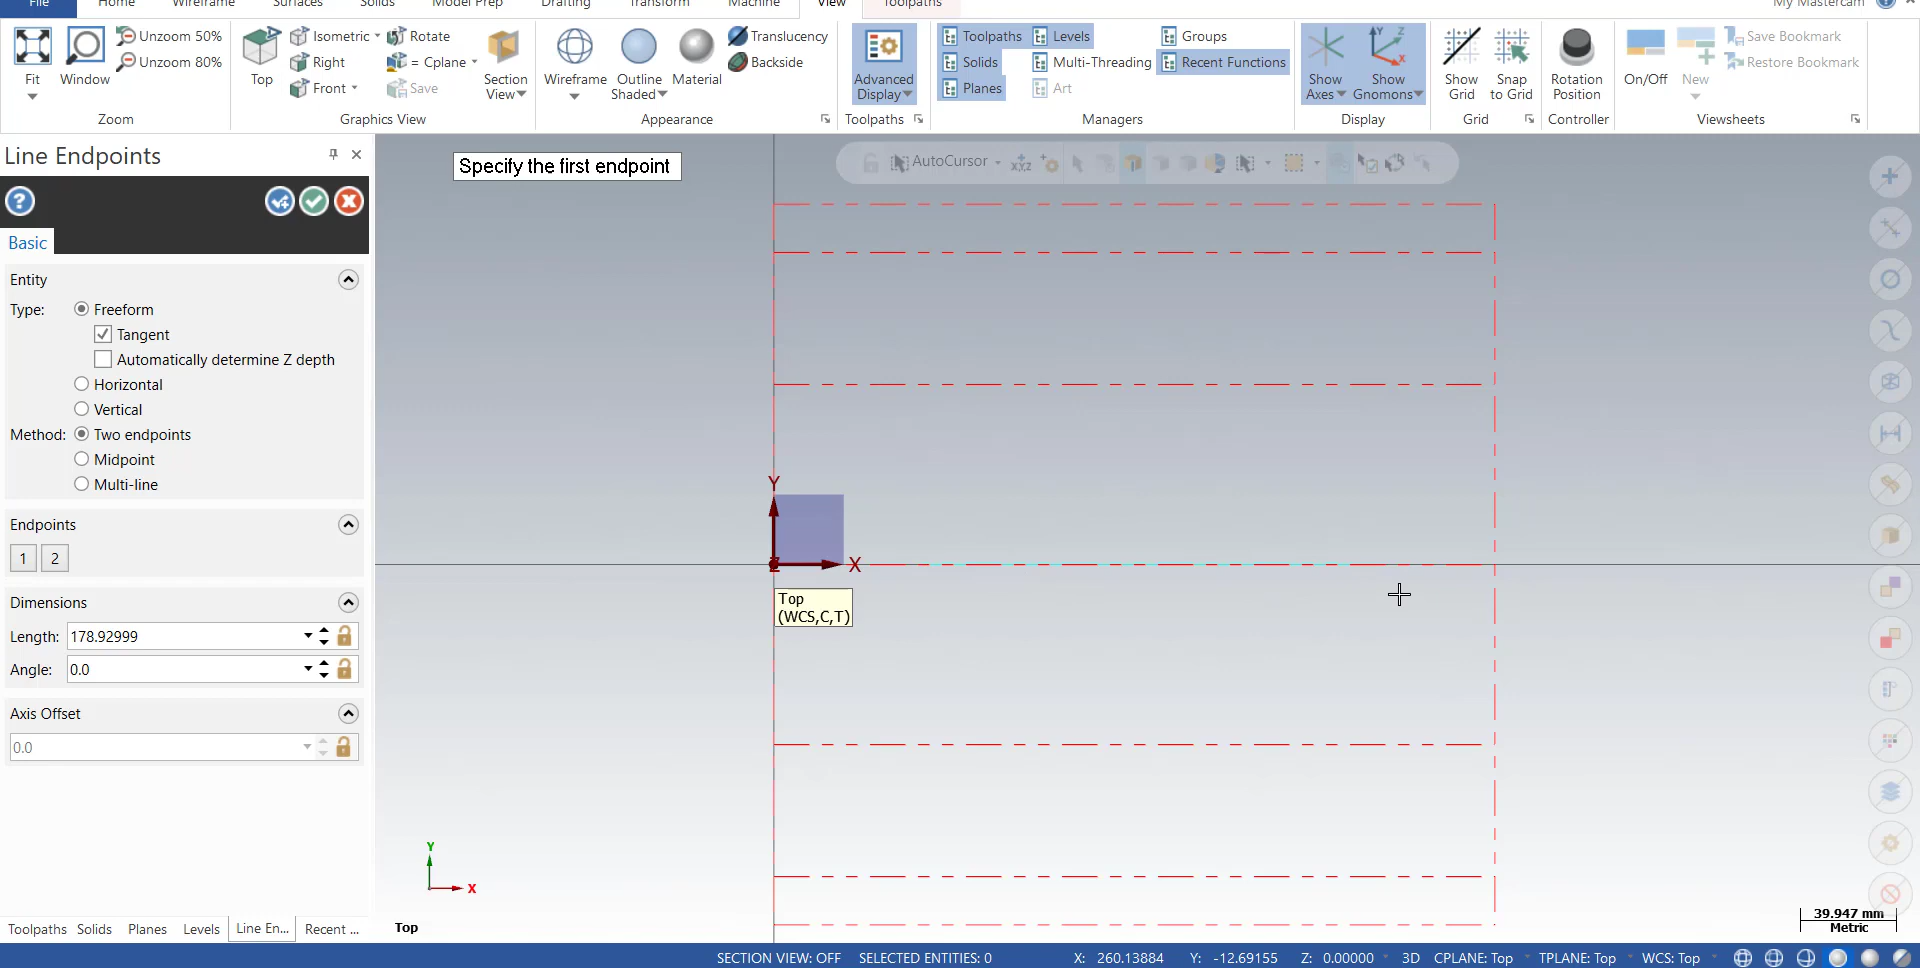 File Home Wireframe Surfaces Solids Model Prep Drafting Transform Machine View Toolpaths My Mastercam
Fit
Window
Unzoom 50%
Unzoom 80%
Zoom
Top
Isometric
Right
Front
Rotate
= Cplane
Save
Section
View
Graphics View
Wireframe
Outline
Shaded
Material
Translucency
Backside
Appearance
Advanced
Display
Toolpaths
Toolpaths
Solids
Planes
Levels
Multi-Threading
Art
Groups
Recent Functions
Managers
Show
Axes
Show
Gnomons
Display
Show
Grid
Snap
to Grid
Grid
Rotation
Position
Controller
On/Off
New
Save Bookmark
Restore Bookmark
Viewsheets
Line Endpoints
Basic
Entity
Type:
Freeform
Tangent
Automatically determine Z depth
Horizontal
Vertical
Method:
Two endpoints
Midpoint
Multi-line
Endpoints
1 2
Dimensions
Length: 178.92999
Angle: 0.0
Axis Offset
0.0
Toolpaths Solids Planes Levels Line En... Recent ...
Specify the first endpoint
AutoCursor
Y
Z
X
Top
(WCS,C,T)
Y
X
Top
39.947 mm
Metric
SECTION VIEW: OFF SELECTED ENTITIES: 0 X: 260.13884 Y: -12.69155 Z: 0.00000 3D CPLANE: Top TPLANE: Top WCS: Top